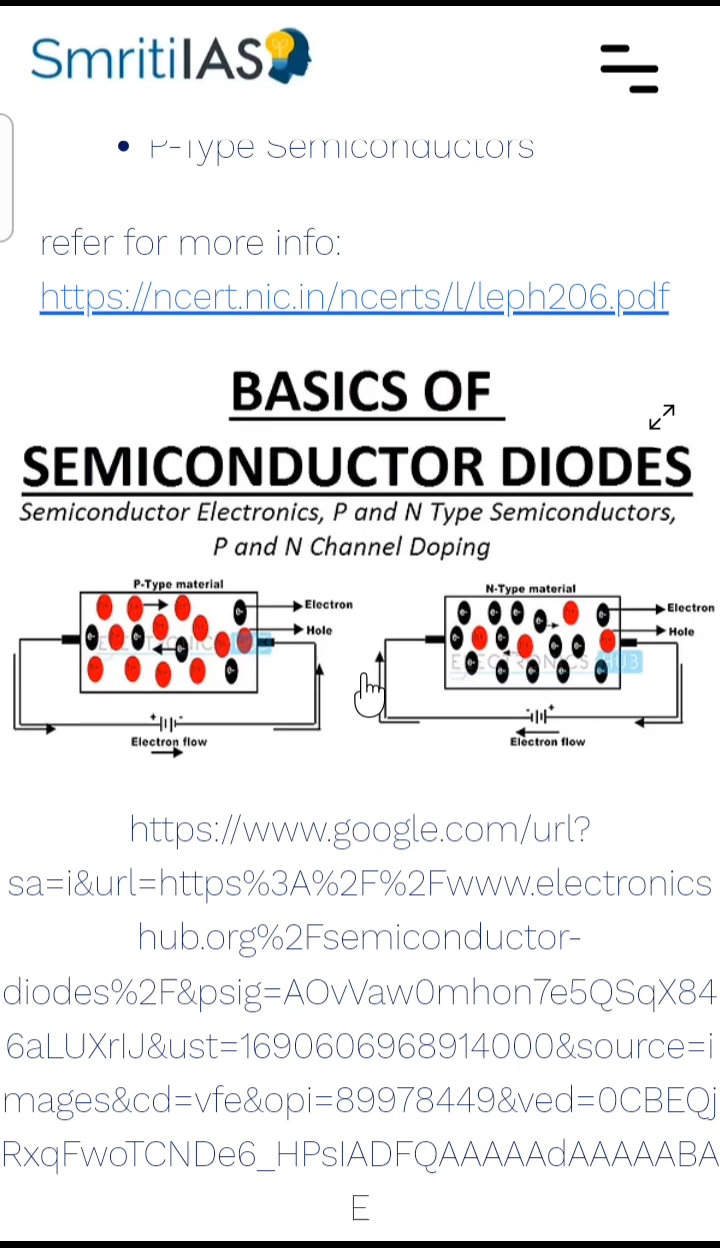 SmritiIAS
• P-Type Semiconductors
refer for more info:
https://ncert.nic.in/ncerts/l/leph206.pdf
BASICS OF
SEMICONDUCTOR DIODES
Semiconductor Electronics, P and N Type Semiconductors,
P and N Channel Doping
P-Type material
Electron
Hole
Electron flow
N-Type material
Electron
Hole
Electron flow
https://www.google.com/url?
sa=i&url=https%3A%2F%2Fwww.electronics
hub.org%2Fsemiconductor-
diodes%2F&psig=AOvVaw0mhon7e5QSqX84
6aLUXrIJ&ust=1690606968914000&source=i
mages&cd=vfe&opi=89978449&ved=0CBEQj
RxqFwoTCNDe6_HPsIADFQAAAAAdAAAAABA
E